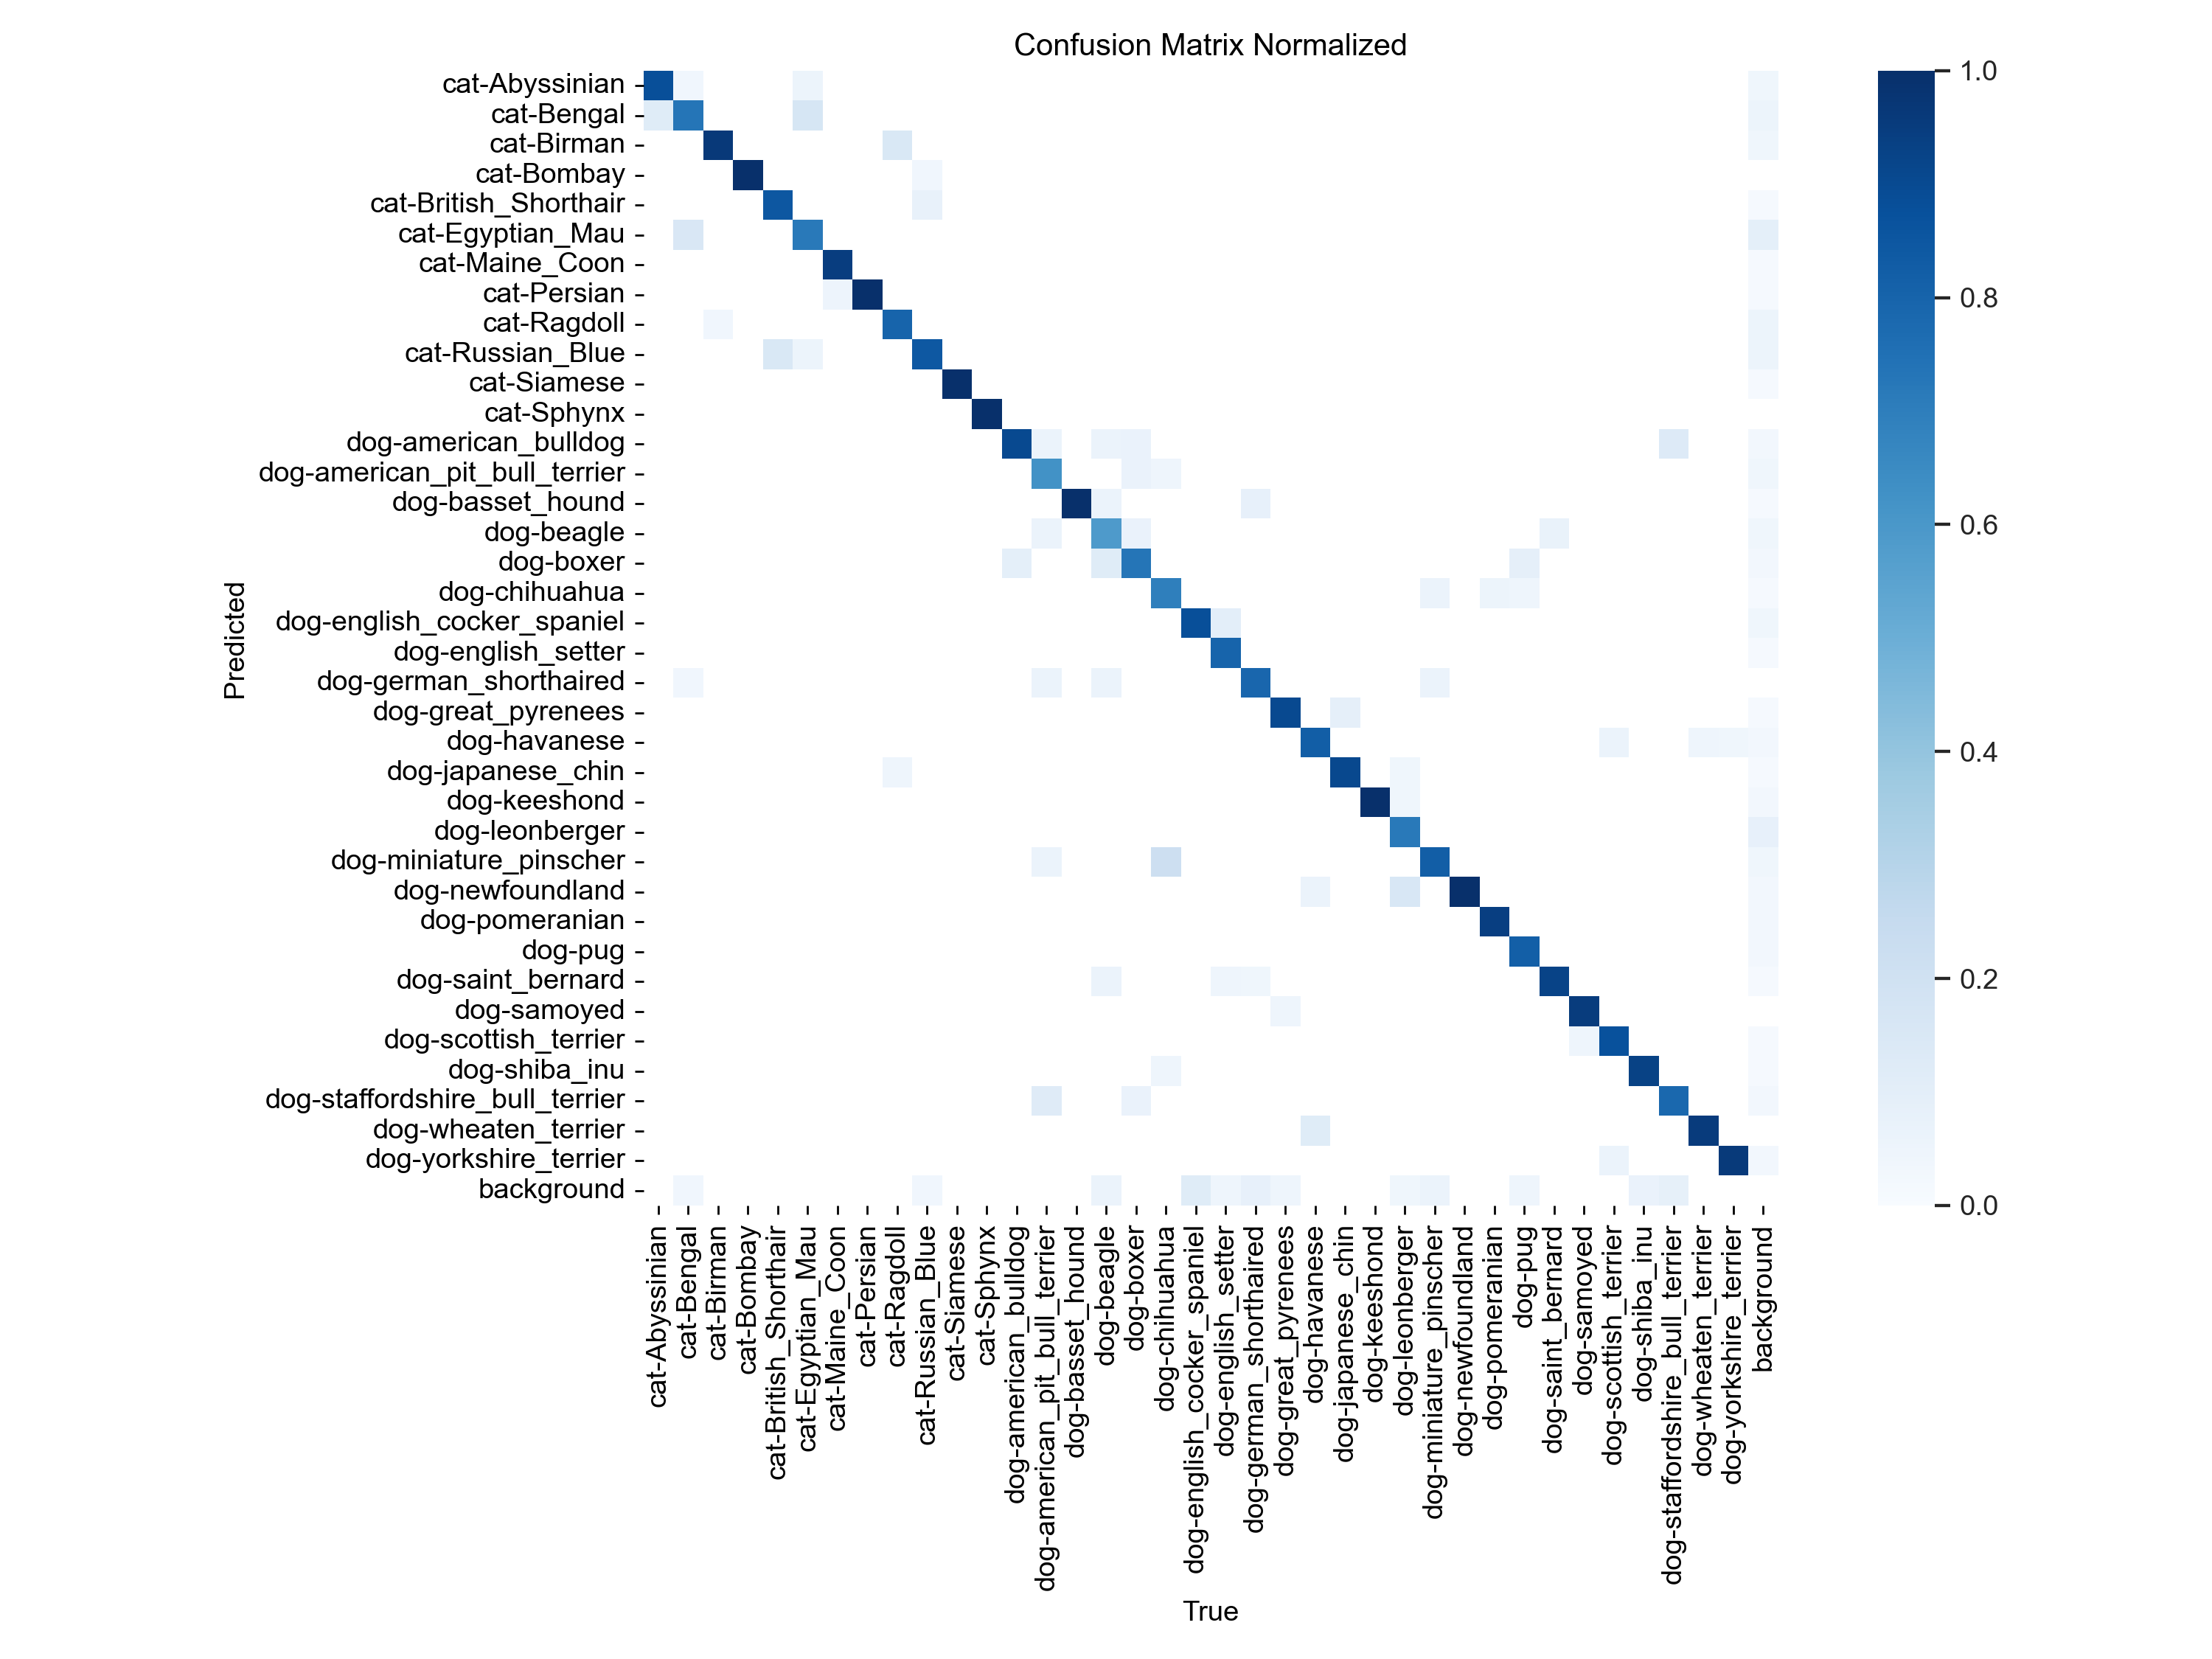 Confusion Matrix Normalized
cat-Abyssinian
cat-Bengal
cat-Birman
cat-Bombay
cat-British_Shorthair
cat-Egyptian_Mau
cat-Maine_Coon
cat-Persian
cat-Ragdoll
cat-Russian_Blue
cat-Siamese
cat-Sphynx
dog-american_bulldog
dog-american_pit_bull_terrier
dog-basset_hound
dog-beagle
dog-boxer
dog-chihuahua
dog-english_cocker_spaniel
dog-english_setter
dog-german_shorthaired
dog-great_pyrenees
dog-havanese
dog-japanese_chin
dog-keeshond
dog-leonberger
dog-miniature_pinscher
dog-newfoundland
dog-pomeranian
dog-pug
dog-saint_bernard
dog-samoyed
dog-scottish_terrier
dog-shiba_inu
dog-staffordshire_bull_terrier
dog-wheaten_terrier
dog-yorkshire_terrier
background
Predicted
cat-Abyssinian
cat-Bengal
cat-Birman
cat-Bombay
cat-British_Shorthair
cat-Egyptian_Mau
cat-Maine_Coon
cat-Persian
cat-Ragdoll
cat-Russian_Blue
cat-Siamese
cat-Sphynx
dog-american_bulldog
dog-american_pit_bull_terrier
dog-basset_hound
dog-beagle
dog-boxer
dog-chihuahua
dog-english_cocker_spaniel
dog-english_setter
dog-german_shorthaired
dog-great_pyrenees
dog-havanese
dog-japanese_chin
dog-keeshond
dog-leonberger
dog-miniature_pinscher
dog-newfoundland
dog-pomeranian
dog-pug
dog-saint_bernard
dog-samoyed
dog-scottish_terrier
dog-shiba_inu
dog-staffordshire_bull_terrier
dog-wheaten_terrier
dog-yorkshire_terrier
background
True
1.0
0.8
0.6
0.4
0.2
0.0